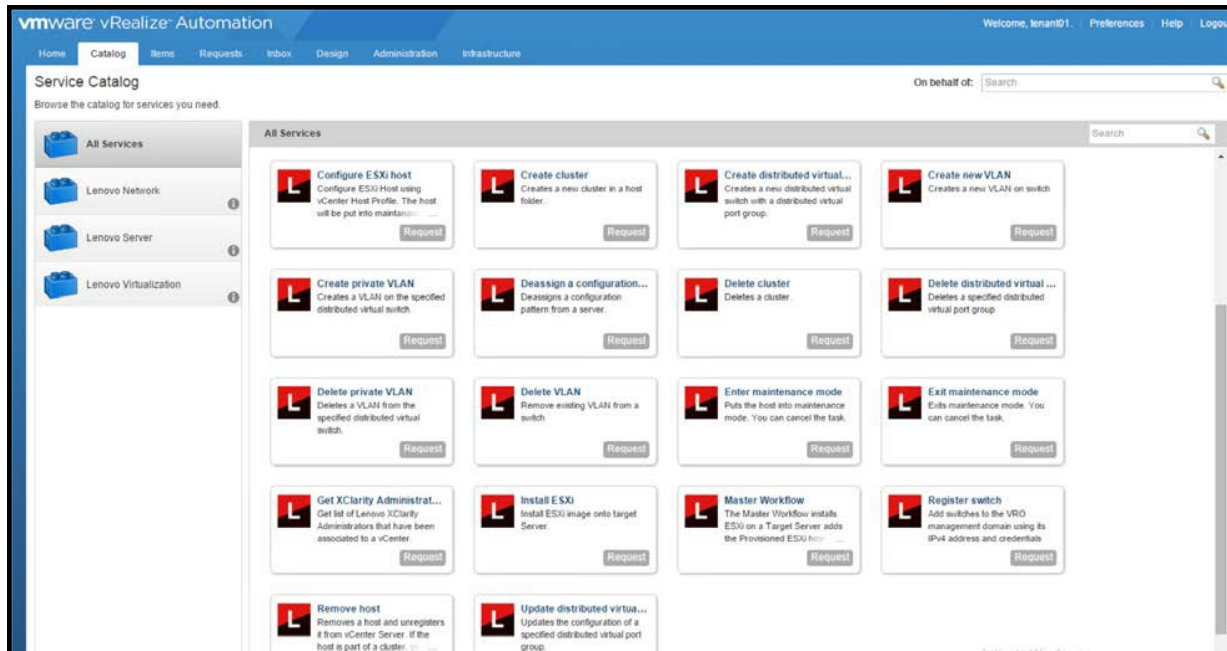 vmware vRealize Automation
Welcome, tenant01. Preferences Help Logou
Home Catalog Items Requests Inbox Design Administration Infrastructure
Service Catalog
On behalf of: Search
Browse the catalog for services you need.
All Services
Lenovo Network
Lenovo Server
Lenovo Virtualization
All Services
Search
Configure ESXi host
Configure ESXi Host using
vCenter Host Profile. The host
will be put into maintenanc ...
Request
Create cluster
Creates a new cluster in a host
folder.
Request
Create distributed virtual...
Creates a new distributed virtual
switch with a distributed virtual
port group.
Request
Create new VLAN
Creates a new VLAN on switch
Request
Create private VLAN
Creates a VLAN on the specified
distributed virtual switch.
Request
Deassign a configuration...
Deassigns a configuration
pattern from a server.
Request
Delete cluster
Deletes a cluster.
Request
Delete distributed virtual ...
Deletes a specified distributed
virtual port group
Request
Delete private VLAN
Deletes a VLAN from the
specified distributed virtual
switch.
Request
Delete VLAN
Remove existing VLAN from a
switch
Request
Enter maintenance mode
Puts the host into maintenance
mode. You can cancel the task.
Request
Exit maintenance mode
Exits maintenance mode. You
can cancel the task.
Request
Get XClarity Administrat...
Get list of Lenovo XClarity
Administrators that have been
associated to a vCenter.
Request
Install ESXi
Install ESXi image onto target
Server.
Request
Master Workflow
The Master Workflow installs
ESXi on a Target Server adds
the Provisioned ESXi ...
Request
Register switch
Add switches to the VRO
management domain using its
IPv4 address and credentials
Request
Remove host
Removes a host and unregisters
it from vCenter Server. If the
host is part of a cluster, ...
Update distributed virtua...
Updates the configuration of a
specified distributed virtual port
group.